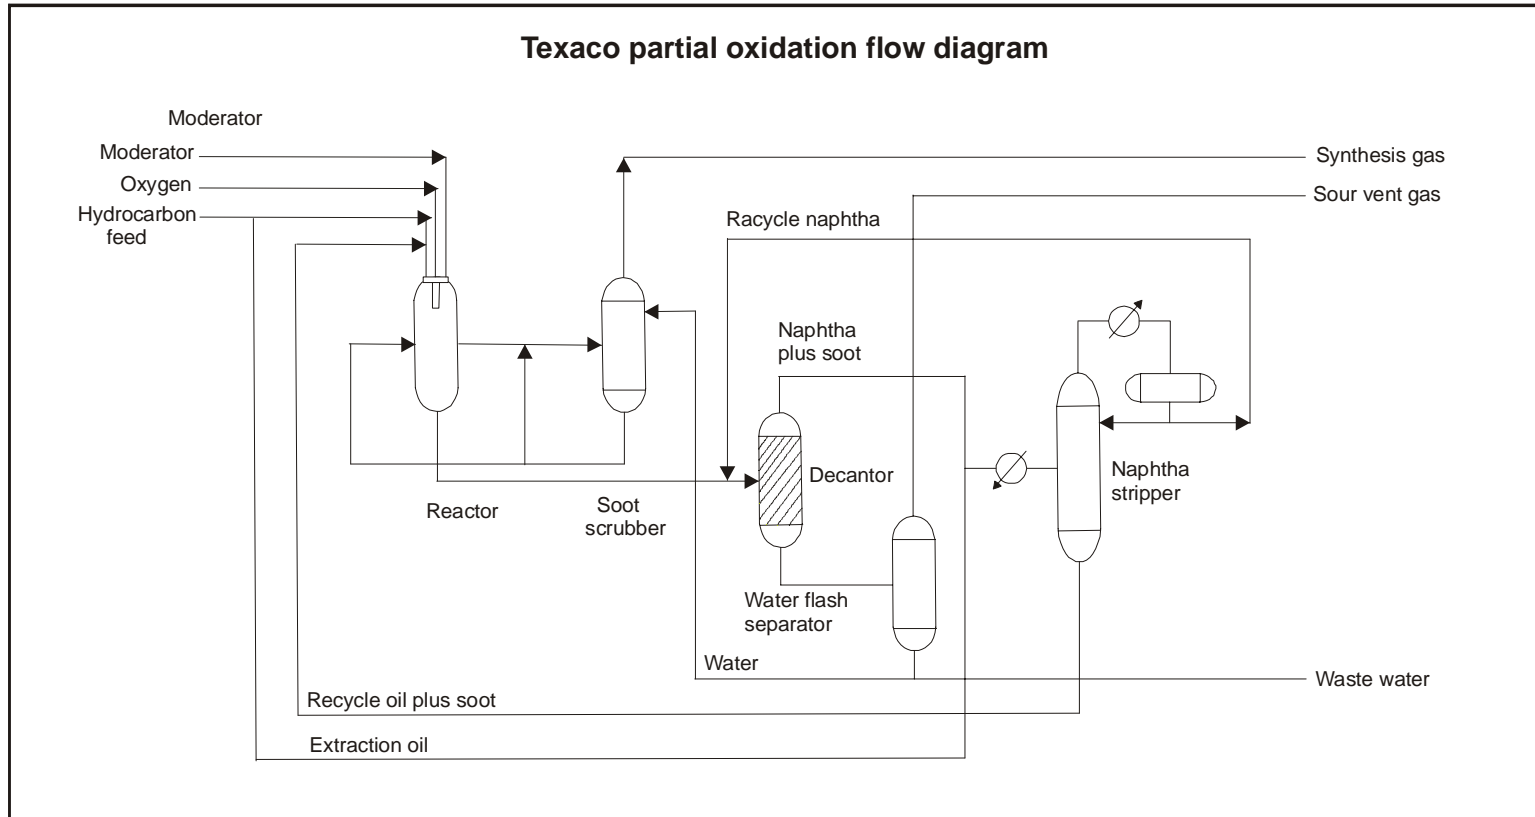 Texaco partial oxidation flow diagram
Moderator
Moderator
Oxygen
Hydrocarbon
feed
Synthesis gas
Sour vent gas
Racycle naphtha
Naphtha
plus soot
Decantor
Naphtha
stripper
Reactor
Soot
scrubber
Water flash
separator
Water
Waste water
Recycle oil plus soot
Extraction oil